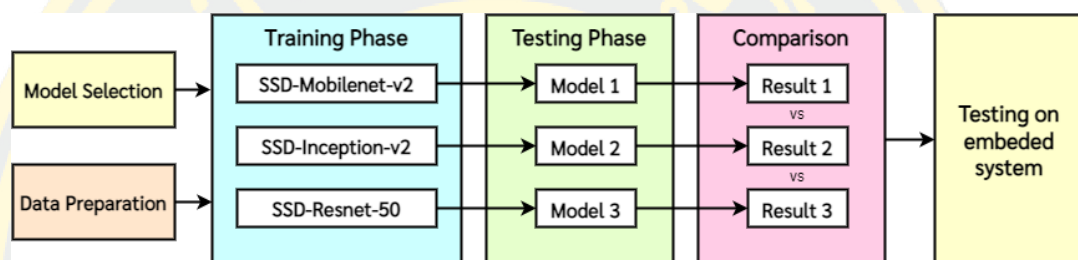 Model Selection
Data Preparation
Training Phase
SSD-Mobilenet-v2
SSD-Inception-v2
SSD-Resnet-50
Testing Phase
Model 1
Model 2
Model 3
Comparison
Result 1
vs
Result 2
vs
Result 3
Testing on
embeded
system